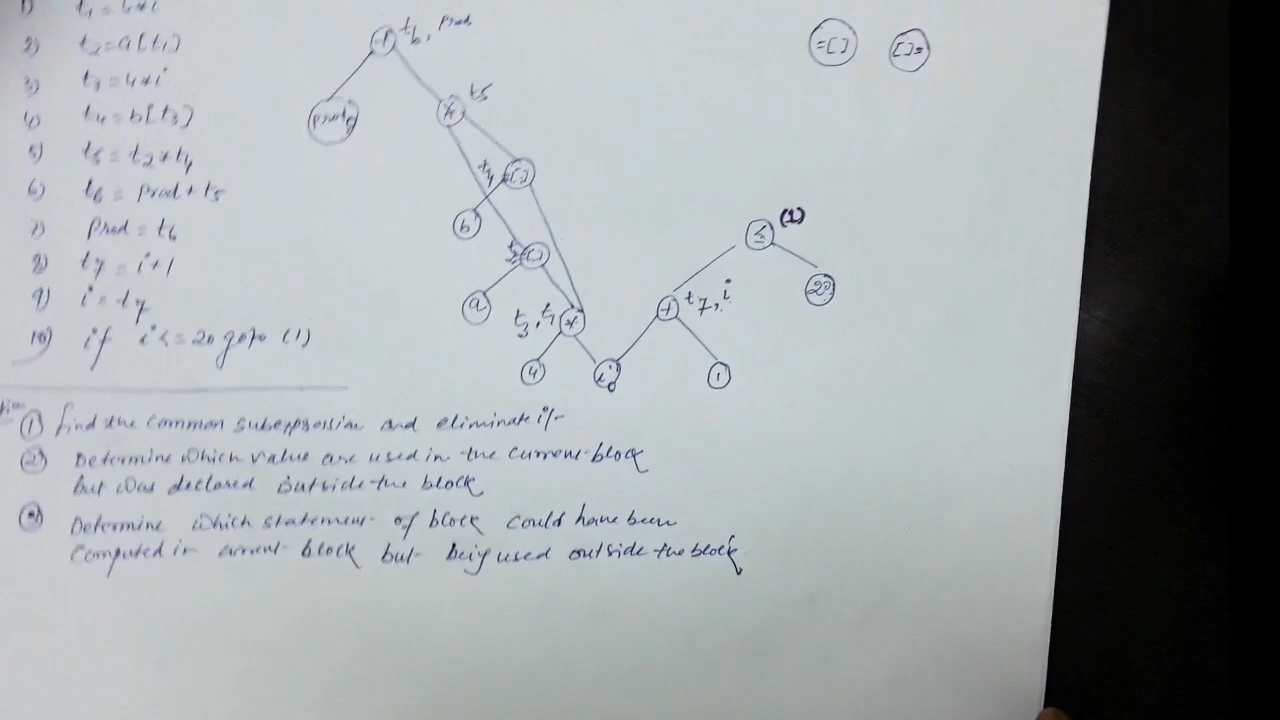 1) t1 = 4*i
2) t2 = a[t1]
3) t3 = 4*i
4) t4 = b[t3]
5) t5 = t2*t4
6) t6 = Prod + t5
7) Prod = t6
8) t7 = i+1
9) i = t7
10) if i <= 20 goto (1)
+ t6, Prod
Prod0
* t5
t4 =[]
b
t2 =[]
a
t3, t1 *
4
i0
<= (1)
20
+ t7, i
1
=[] []=
① Find the common subexpression and eliminate it
② Determine which value are used in the current block
but was declared outside the block
③ Determine which statement of block could have been
computed in current block but being used outside the block